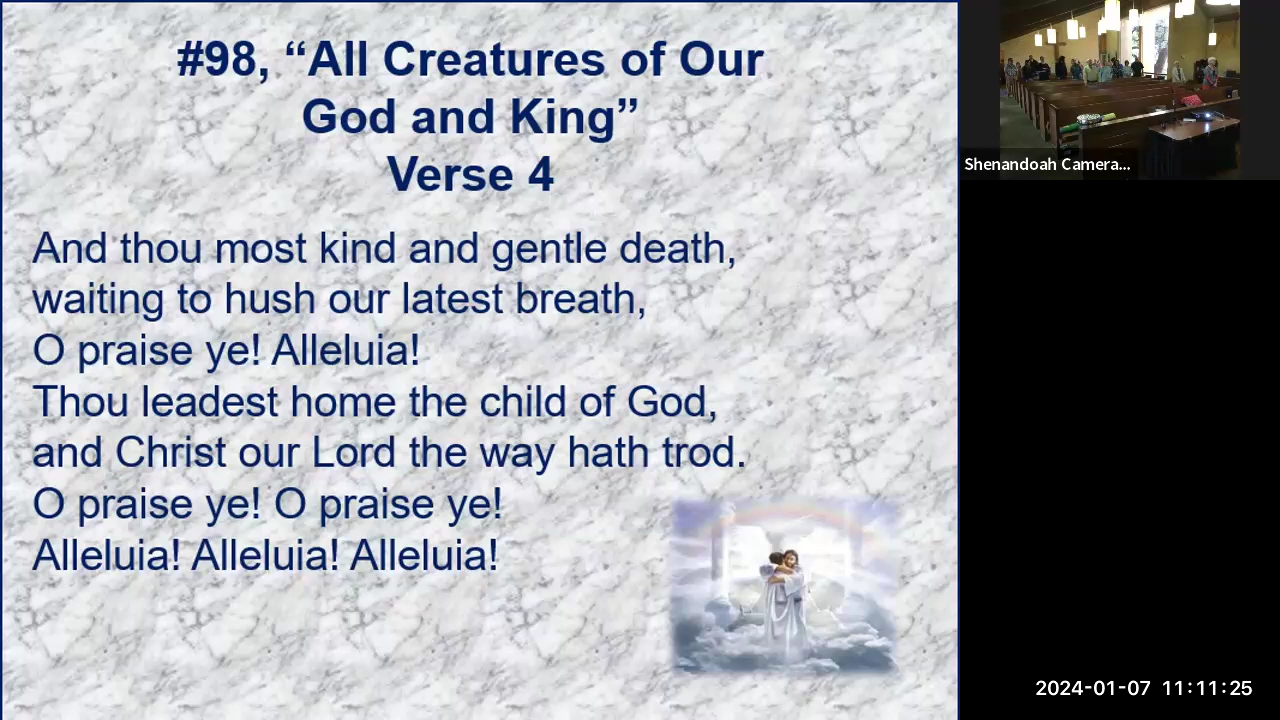 #98, “All Creatures of Our
God and King”
Verse 4
And thou most kind and gentle death,
waiting to hush our latest breath,
O praise ye! Alleluia!
Thou leadest home the child of God,
and Christ our Lord the way hath trod.
O praise ye! O praise ye!
Alleluia! Alleluia! Alleluia!
Shenandoah Camera...
2024-01-07 11:11:25